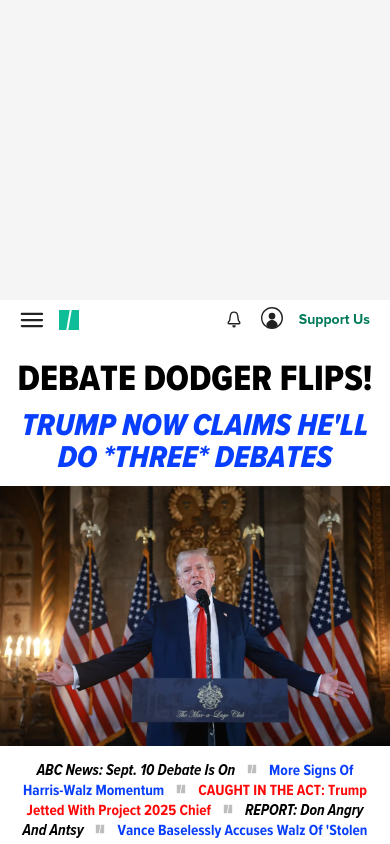 Support Us
DEBATE DODGER FLIPS!
TRUMP NOW CLAIMS HE'LL
DO *THREE* DEBATES
The Mar-a-Lago Club
ABC News: Sept. 10 Debate Is On More Signs Of
Harris-Walz Momentum CAUGHT IN THE ACT: Trump
Jetted With Project 2025 Chief REPORT: Don Angry
And Antsy Vance Baselessly Accuses Walz Of 'Stolen